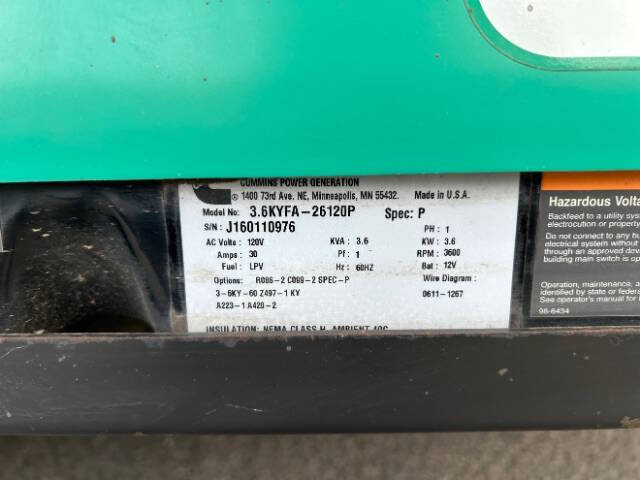 CUMMINS POWER GENERATION
® 1400 73rd Ave. NE, Minneapolis, MN 55432. Made in U.S.A.
Model No: 3.6KYFA-26120P Spec: P
S/N: J160110976 PH: 1
AC Volts: 120V KVA: 3.6 KW: 3.6
Amps: 30 Pf: 1 RPM: 3600
Fuel: LPV Hz: 60HZ Bat: 12V
Options: R086-2 C099-2 SPEC-P Wire Diagram:
3-6KY-60 Z497-1 KY 0611-1267
A223-1 A420-2
INSULATION: NEMA CLASS H AMBIENT 40C
Hazardous Volta
Backfeed to a utility sys
electrocution or property
Do not connect to any bu
electrical system without
through an approved devi
building main switch is op
Operation, maintenance, a
identified by state or federa
See operator's manual for i
98-6434